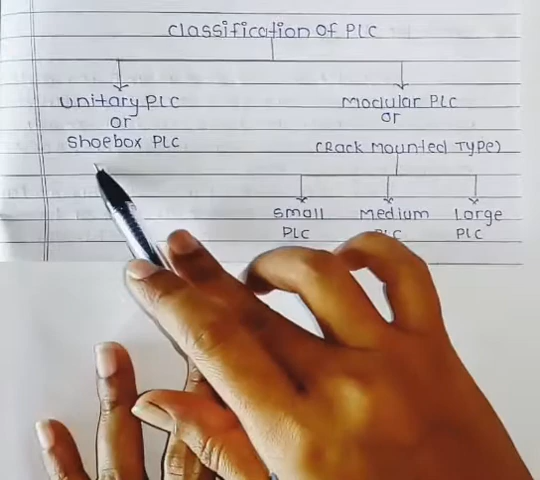 classification of PLC
Unitary PLC
or
Shoebox PLC
Modular PLC
or
(Rack Mounted Type)
Small
PLC
Medium
PLC
Large
PLC